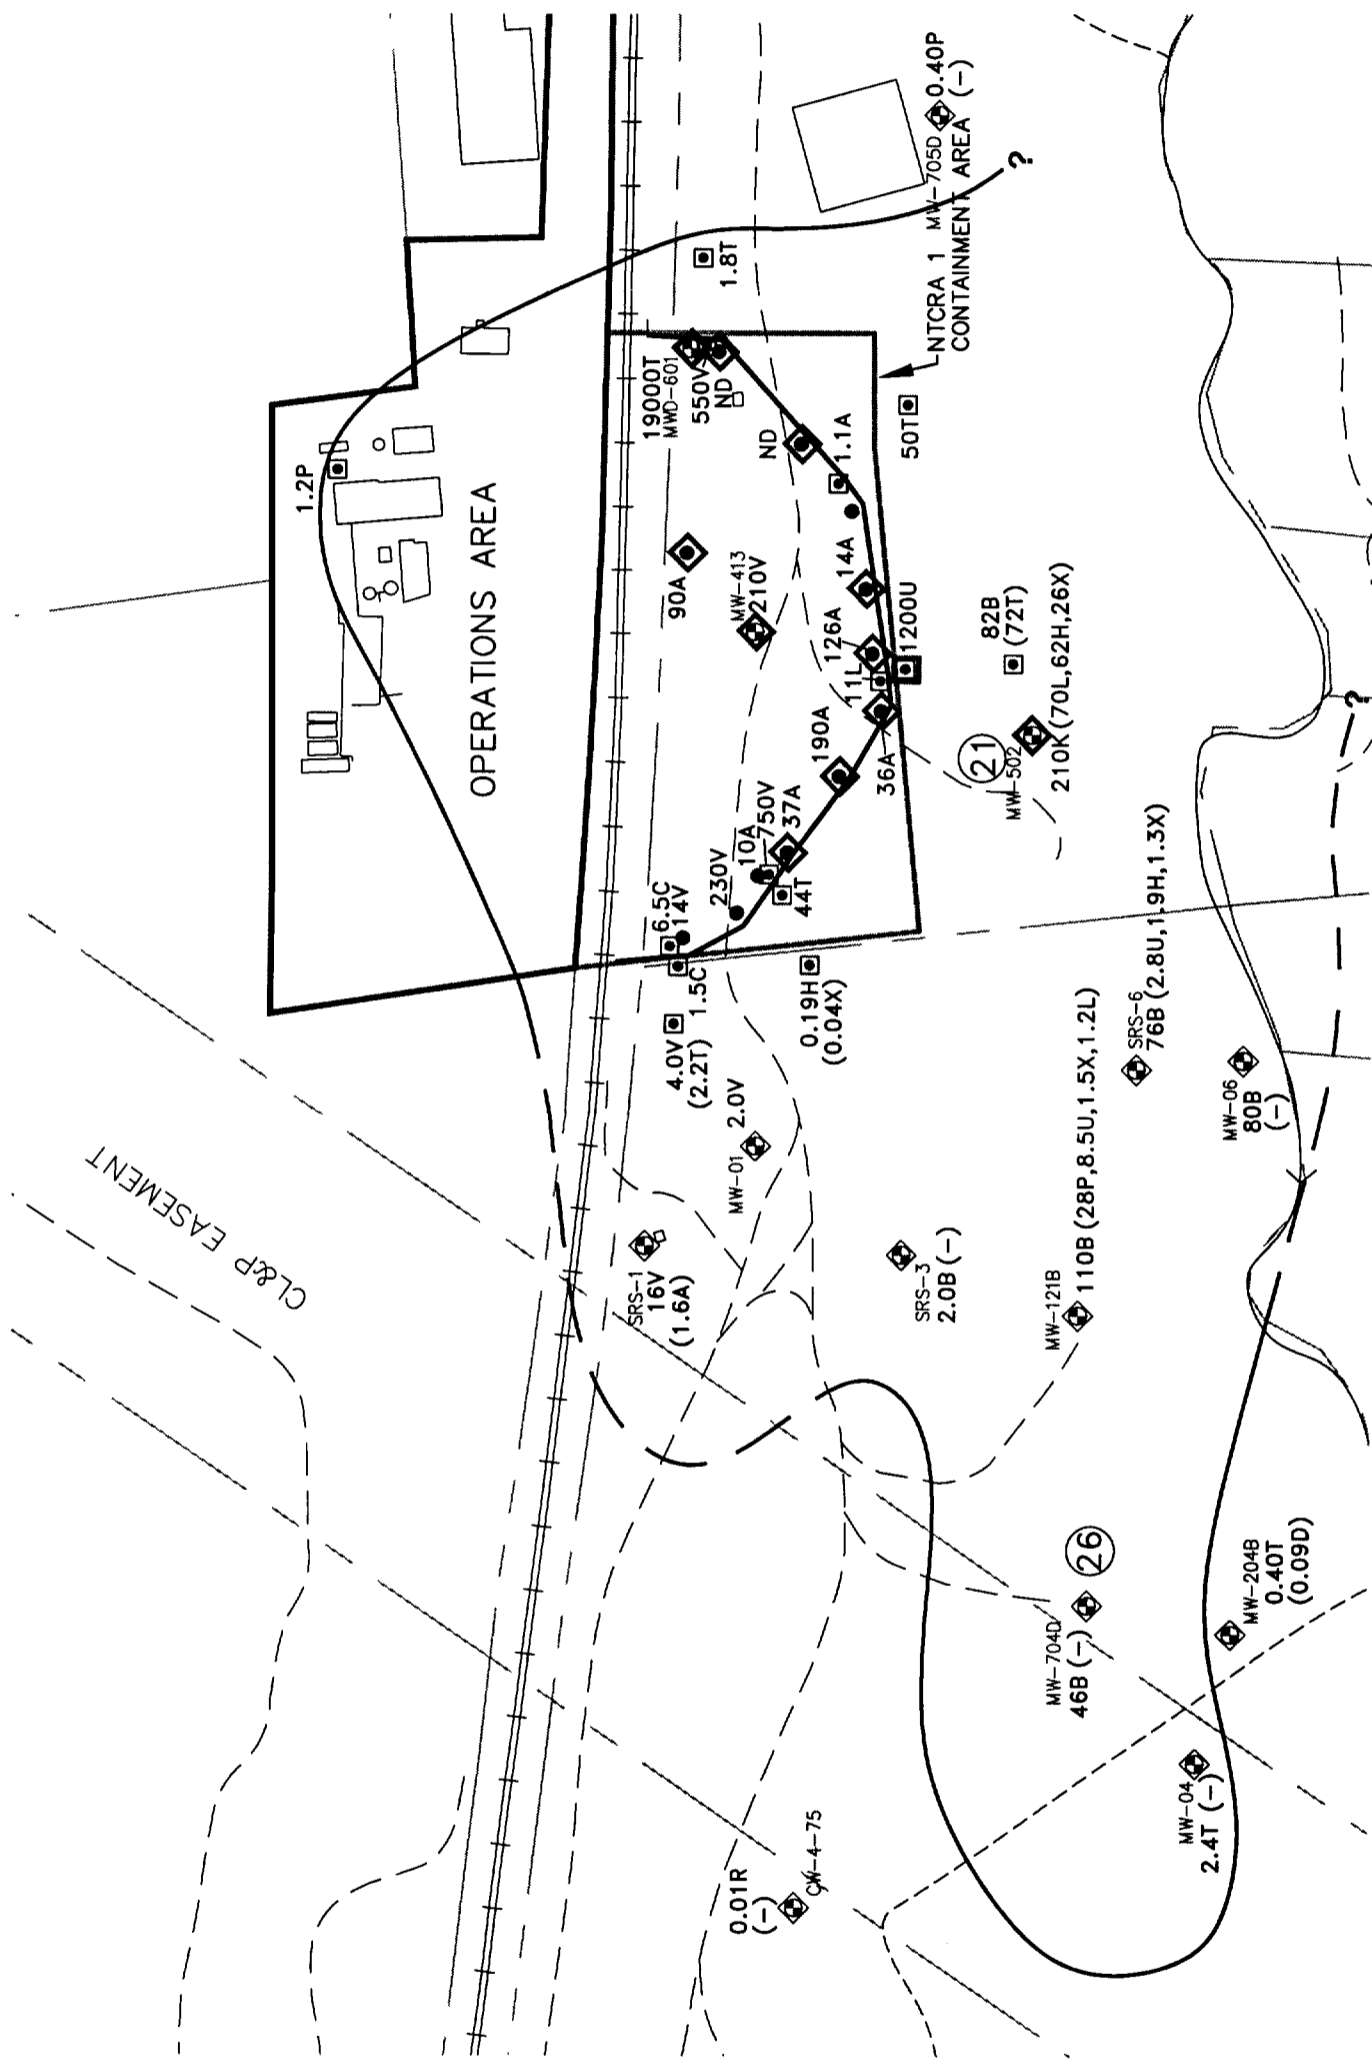 CL&P EASEMENT
OPERATIONS AREA
1.2P
1.8T
NTCRA 1
CONTAINMENT AREA
MW-705D
0.40P
(-)
?
19000T
MWD-601
550V
ND
ND
1.1A
50T
90A
MW-413
210V
14A
126A
11L
1200U
190A
36A
82B
(72T)
21
MW-502
210K (70L,62H,26X)
230V
10A
750V
37A
44T
6.5C
14V
1.5C
4.0V
(2.2T)
0.19H
(0.04X)
MW-01
2.0V
SRS-1
16V
(1.6A)
SRS-3
2.0B (-)
MW-121B
110B (28P,8.5U,1.5X,1.2L)
SRS-6
76B (2.8U,1.9H,1.3X)
MW-06
80B
(-)
?
26
MW-704D
46B (-)
MW-204B
0.40T
(0.09D)
MW-04
2.4T (-)
CW-4-75
0.01R
(-)